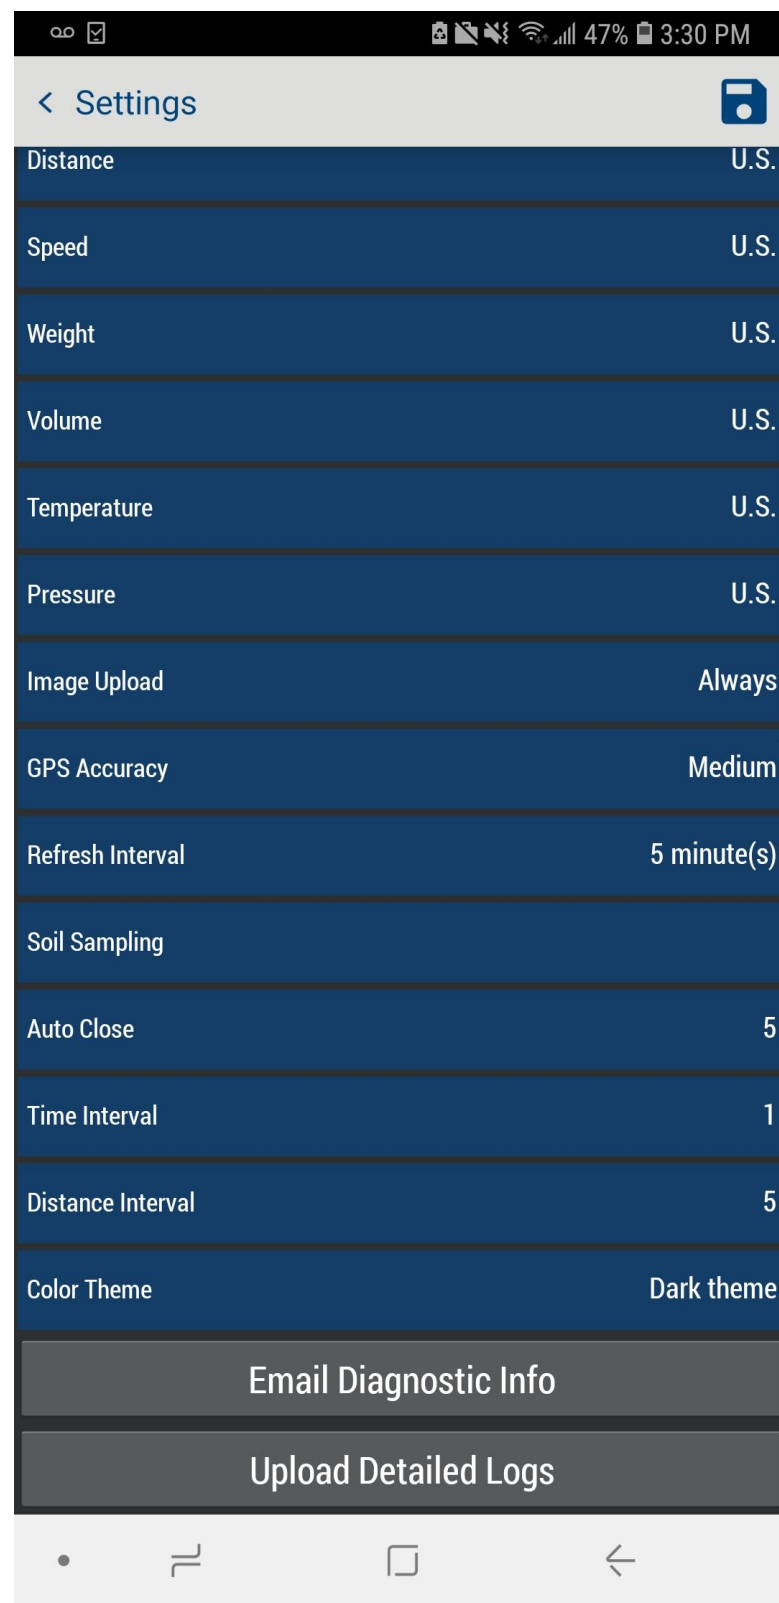 47% 3:30 PM
< Settings
Distance U.S.
Speed U.S.
Weight U.S.
Volume U.S.
Temperature U.S.
Pressure U.S.
Image Upload Always
GPS Accuracy Medium
Refresh Interval 5 minute(s)
Soil Sampling
Auto Close 5
Time Interval 1
Distance Interval 5
Color Theme Dark theme
Email Diagnostic Info
Upload Detailed Logs